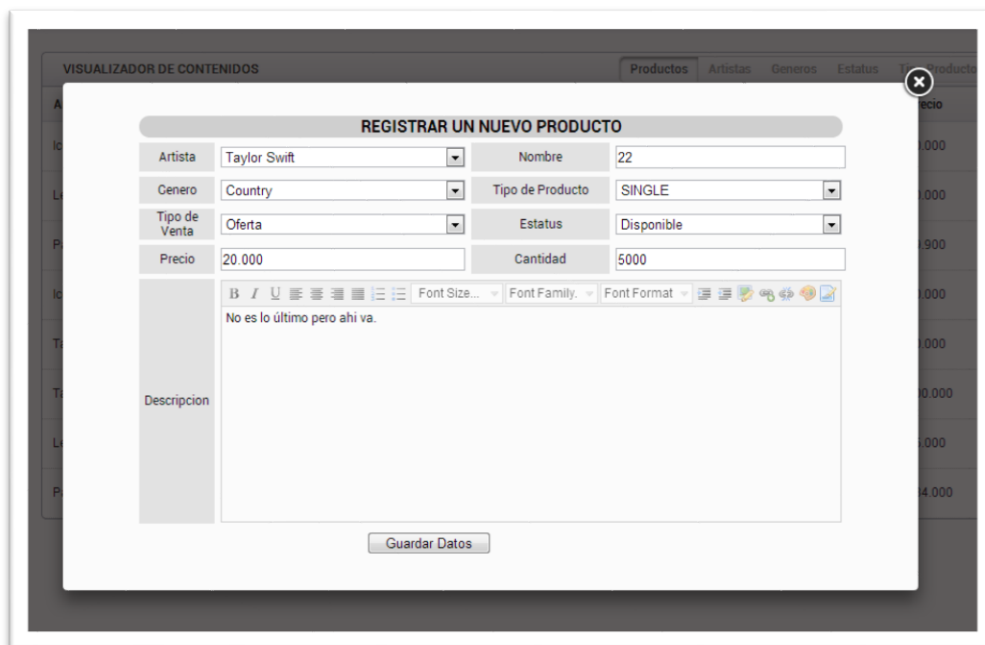 VISUALIZADOR DE CONTENIDOS Productos Artistas Generos Estatus Producto
REGISTRAR UN NUEVO PRODUCTO
Artista Taylor Swift Nombre 22
Genero Country Tipo de Producto SINGLE
Tipo de Venta Oferta Estatus Disponible
Precio 20.000 Cantidad 5000
B I U Font Size... Font Family. Font Format
No es lo último pero ahi va.
Descripcion
Guardar Datos